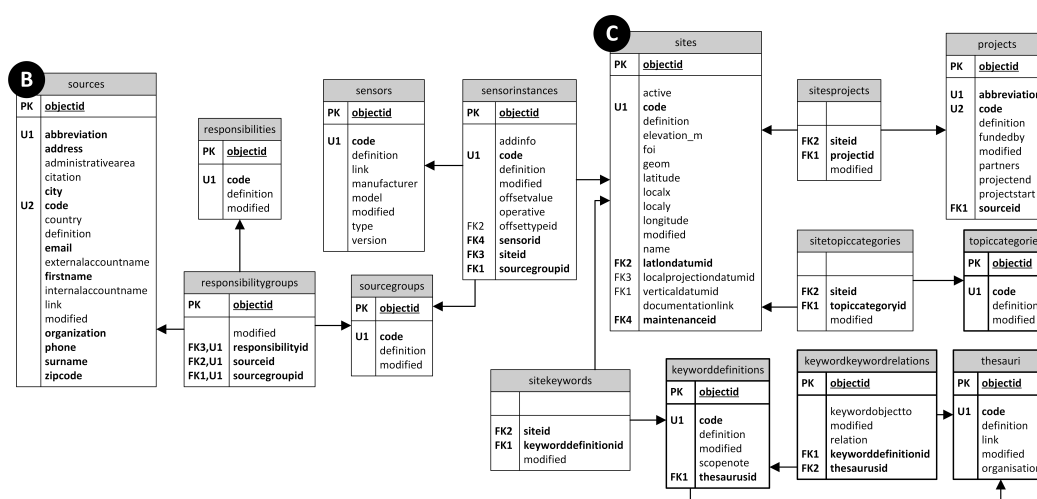 B
sources
PK objectid
U1 abbreviation
address
administrativearea
citation
city
U2 code
country
definition
email
externalaccountname
firstname
internalaccountname
link
modified
organization
phone
surname
zipcode
responsibilities
PK objectid
U1 code
definition
modified
responsibilitygroups
PK objectid
modified
FK3,U1 responsibilityid
FK2,U1 sourceid
FK1,U1 sourcegroupid
sensors
PK objectid
U1 code
definition
link
manufacturer
model
modified
type
version
sourcegroups
PK objectid
U1 code
definition
modified
sensorinstances
PK objectid
addinfo
U1 code
definition
modified
offsetvalue
operative
FK2 offsettypeid
FK4 sensorid
FK3 siteid
FK1 sourcegroupid
C
sites
PK objectid
active
U1 code
definition
elevation_m
foi
geom
latitude
localx
localy
longitude
modified
name
FK2 latlondatumid
FK3 localprojectiondatumid
FK1 verticaldatumid
documentationlink
FK4 maintenanceid
sitesprojects
FK2 siteid
FK1 projectid
modified
projects
PK objectid
U1 abbreviation
U2 code
definition
fundedby
modified
partners
projectend
projectstart
FK1 sourceid
sitetopiccategories
FK2 siteid
FK1 topiccategoryid
modified
topiccategorie
PK objectid
U1 code
definition
modified
sitekeywords
FK2 siteid
FK1 keyworddefinitionid
modified
keyworddefinitions
PK objectid
U1 code
definition
modified
scopenote
FK1 thesaurusid
keywordkeywordrelations
PK objectid
keywordobjectto
modified
relation
FK1 keyworddefinitionid
FK2 thesaurusid
thesauri
PK objectid
U1 code
definition
link
modified
organisation